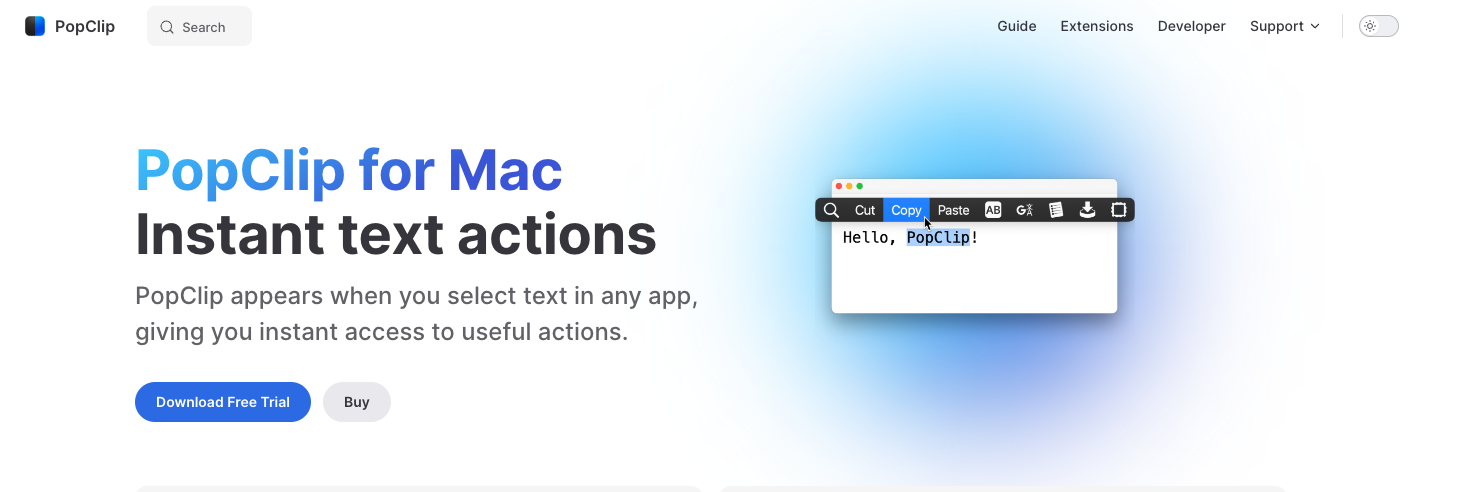 PopClip
Search
Guide
Extensions
Developer
Support
PopClip for Mac
Instant text actions
PopClip appears when you select text in any app,
giving you instant access to useful actions.
Download Free Trial
Buy
Cut Copy Paste AB G
Hello, PopClip!